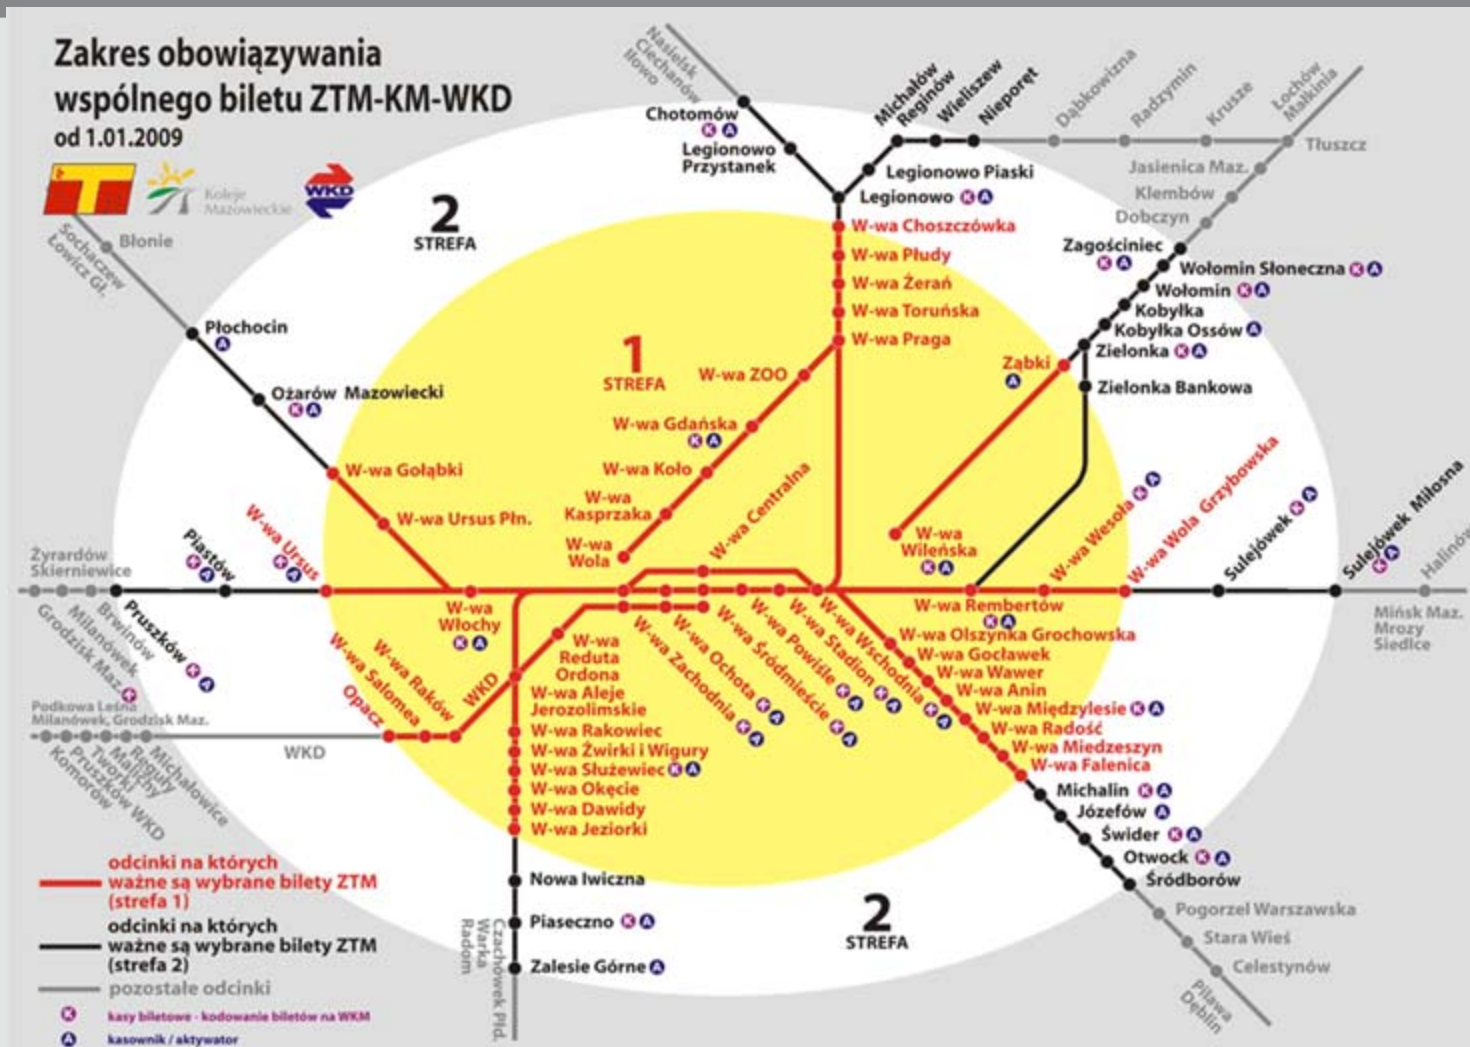 Zakres obowiązywania
wspólnego biletu ZTM-KM-WKD
od 1.01.2009
Koleje
Mazowieckie
WKD
2
STREFA
1
STREFA
2
STREFA
Nasielsk
Ciechanów
Iłowo
Chotomów
K A
Legionowo
Przystanek
Michałów
Reginów
Wieliszew
Nieporęt
Dąbkowizna
Radzymin
Krusze
Łochów
Małkinia
Tłuszcz
Jasienica Maz.
Klembów
Dobczyn
Zagościniec
K A
Wołomin Słoneczna K A
Wołomin K A
Kobyłka
Kobyłka Ossów A
Zielonka K A
Zielonka Bankowa
Ząbki
A
Legionowo Piaski
Legionowo K A
W-wa Choszczówka
W-wa Płudy
W-wa Żerań
W-wa Toruńska
W-wa Praga
W-wa ZOO
W-wa Gdańska
K A
W-wa Koło
W-wa
Kasprzaka
W-wa
Wola
W-wa Centralna
W-wa
Wileńska
K A
Sochaczew
Łowicz Gł.
Błonie
Płochocin
A
Ożarów Mazowiecki
K A
W-wa Gołąbki
W-wa Ursus Płn.
W-wa Ursus
K A
Piastów
K A
Pruszków K A
Żyrardów
Skierniewice
Brwinów
Milanówek
Grodzisk Maz. K
W-wa
Włochy
K A
W-wa Rembertów
K A
W-wa Wesoła K A
W-wa Wola Grzybowska
Sulejówek K A
Sulejówek Miłosna
K A
Halinów
Mińsk Maz.
Mrozy
Siedlce
W-wa Zachodnia K A
W-wa Ochota K A
W-wa Śródmieście K A
W-wa Powiśle K A
W-wa Stadion K A
W-wa Wschodnia K A
W-wa Olszynka Grochowska
W-wa Gocławek
W-wa Wawer
W-wa Anin
W-wa Międzylesie K A
W-wa Radość
W-wa Miedzeszyn
W-wa Falenica
Michalin K A
Józefów A
Świder K A
Otwock K A
Śródborów
Pogorzel Warszawska
Stara Wieś
Celestynów
Pilawa
Dęblin
W-wa
Reduta
Ordona
WKD
W-wa Raków
W-wa Salomea
Opacz
W-wa Aleje
Jerozolimskie
W-wa Rakowiec
W-wa Żwirki i Wigury
W-wa Służewiec K A
W-wa Okęcie
W-wa Dawidy
W-wa Jeziorki
Nowa Iwiczna
Piaseczno K A
Zalesie Górne A
Czachówek Płd.
Warka
Radom
Podkowa Leśna
Milanówek, Grodzisk Maz.
WKD
Michałowice
Reguły
Malichy
Tworki
Pruszków WKD
Komorów
odcinki na których
ważne są wybrane bilety ZTM
(strefa 1)
odcinki na których
ważne są wybrane bilety ZTM
(strefa 2)
pozostałe odcinki
K kasy biletowe - kodowanie biletów na WKM
A kasownik / aktywator